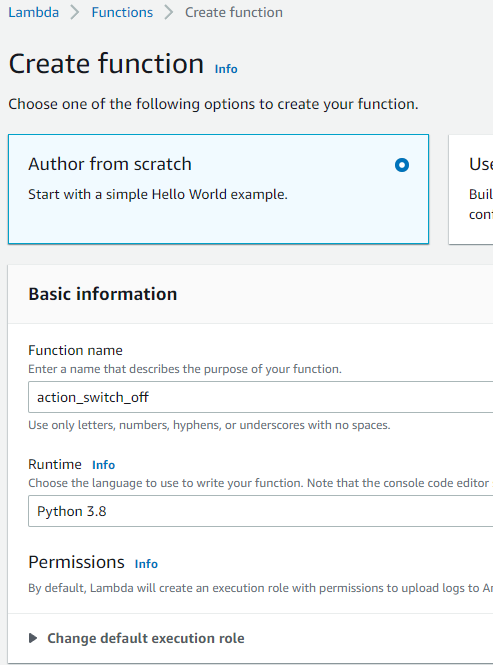 Lambda > Functions > Create function
Create function Info
Choose one of the following options to create your function.
Author from scratch
Start with a simple Hello World example.
Basic information
Function name
Enter a name that describes the purpose of your function.
action_switch_off
Use only letters, numbers, hyphens, or underscores with no spaces.
Runtime Info
Choose the language to use to write your function. Note that the console code editor
Python 3.8
Permissions Info
By default, Lambda will create an execution role with permissions to upload logs to
Change default execution role